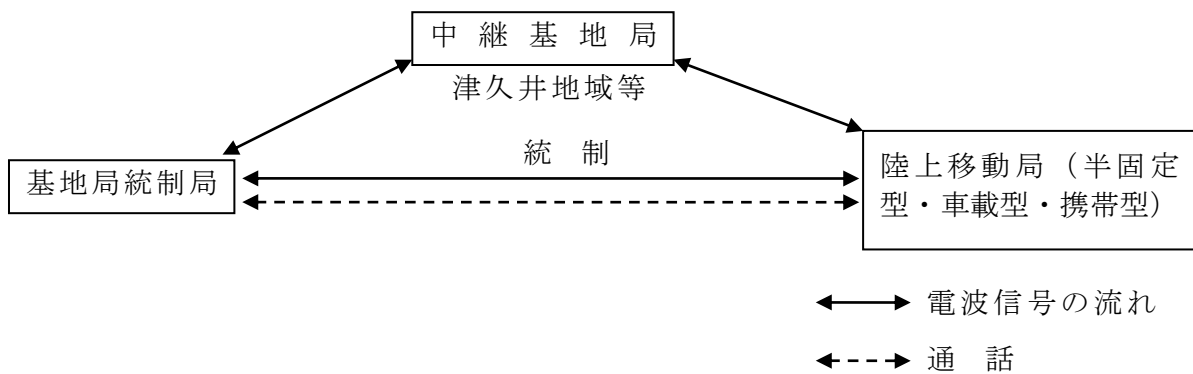 中継基地局
津久井地域等
統　制
基地局統制局
陸上移動局（半固定
型・車載型・携帯型）
電波信号の流れ
通　話